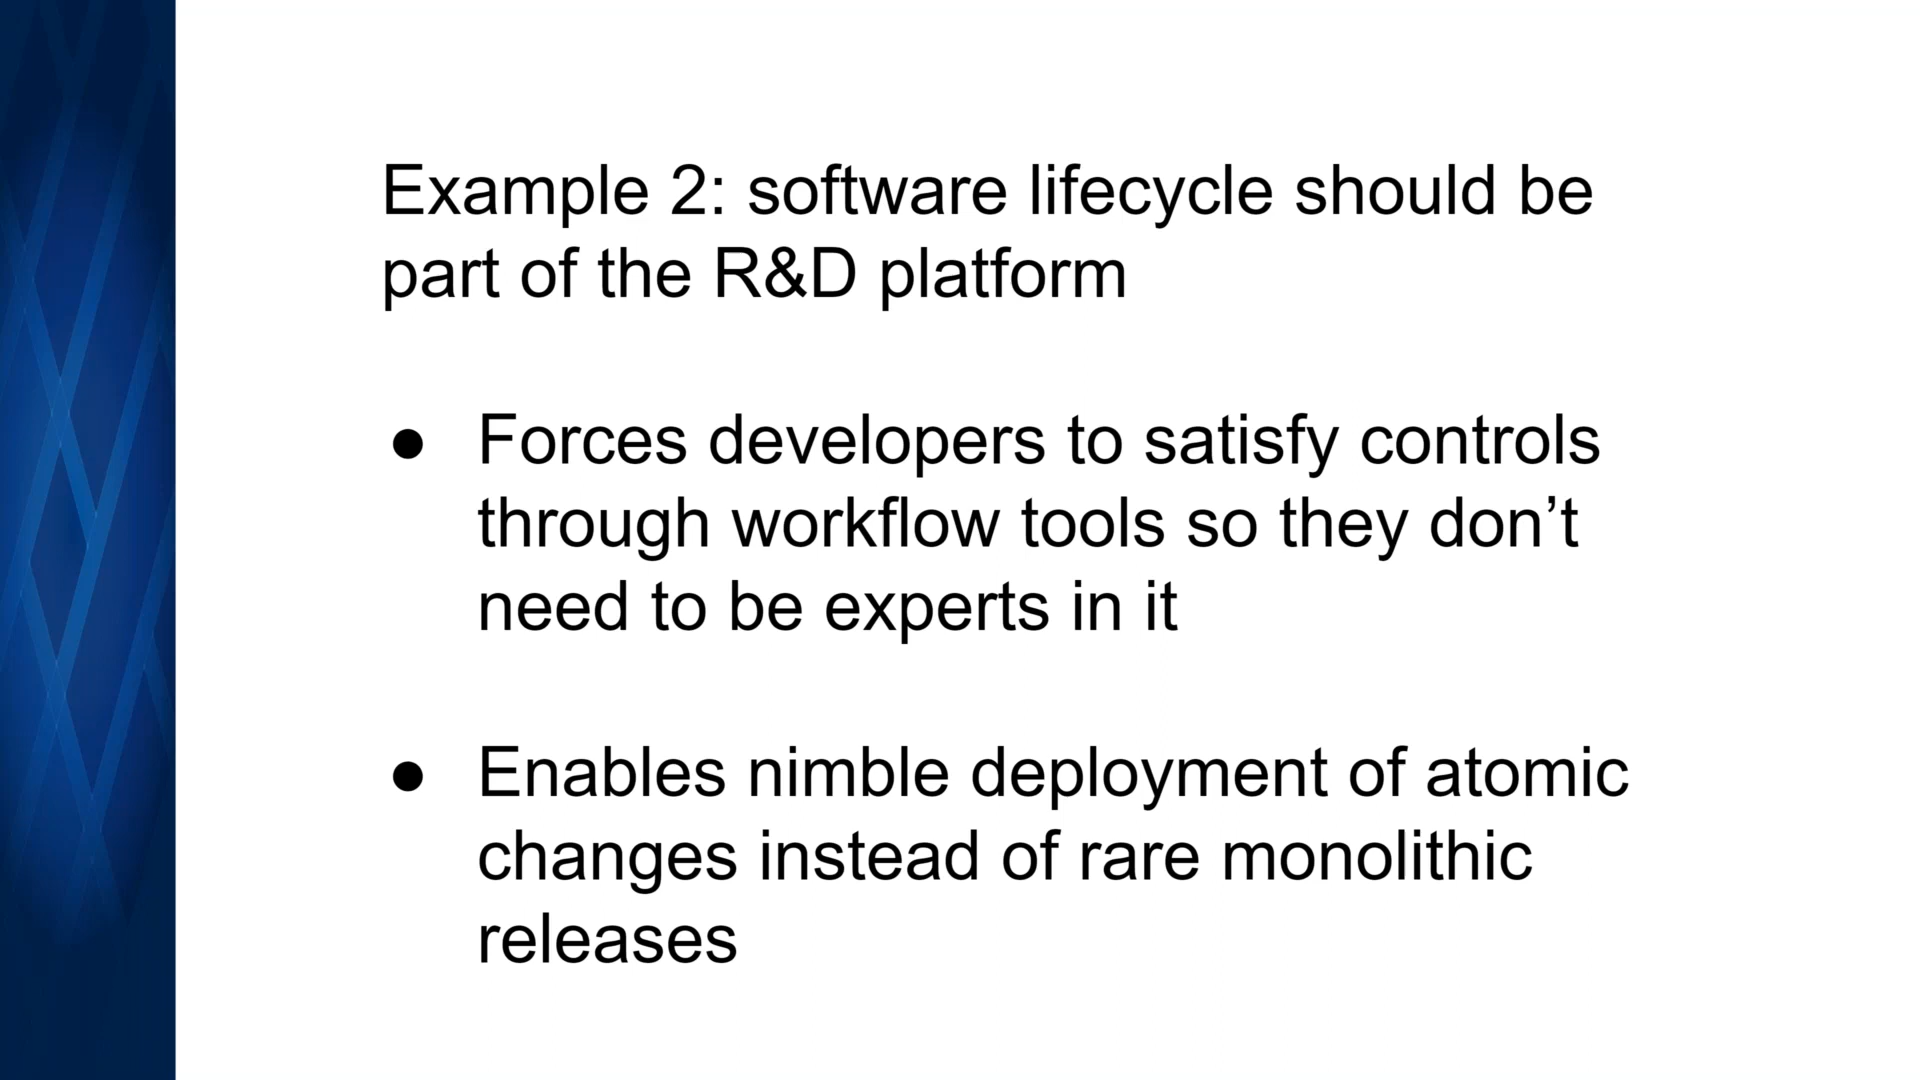 Example 2: software lifecycle should be
part of the R&D platform
● Forces developers to satisfy controls
through workflow tools so they don’t
need to be experts in it
● Enables nimble deployment of atomic
changes instead of rare monolithic
releases